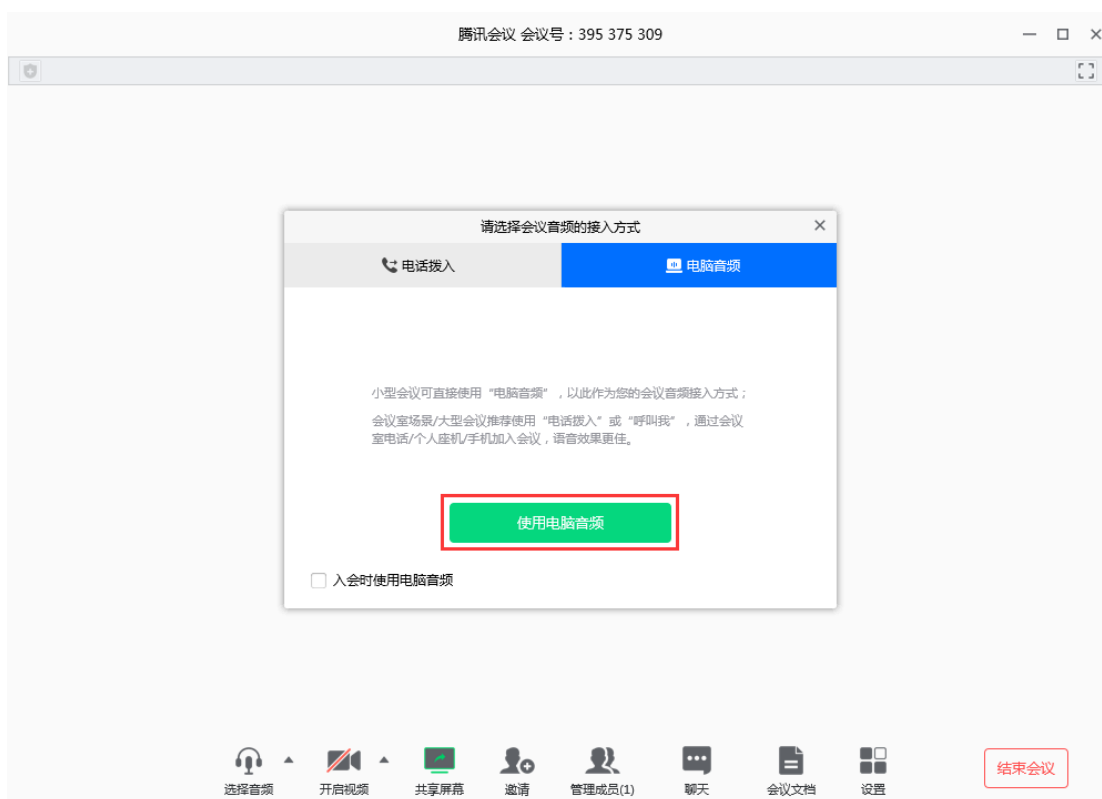 腾讯会议 会议号：395 375 309
请选择会议音频的接入方式
电话拨入
电脑音频
小型会议可直接使用“电脑音频”，以此作为您的会议音频接入方式；
会议室场景/大型会议推荐使用“电话拨入”或“呼叫我”，通过会议
室电话/个人座机/手机加入会议，语音效果更佳。
使用电脑音频
入会时使用电脑音频
选择音频
开启视频
共享屏幕
邀请
管理成员(1)
聊天
会议文档
设置
结束会议